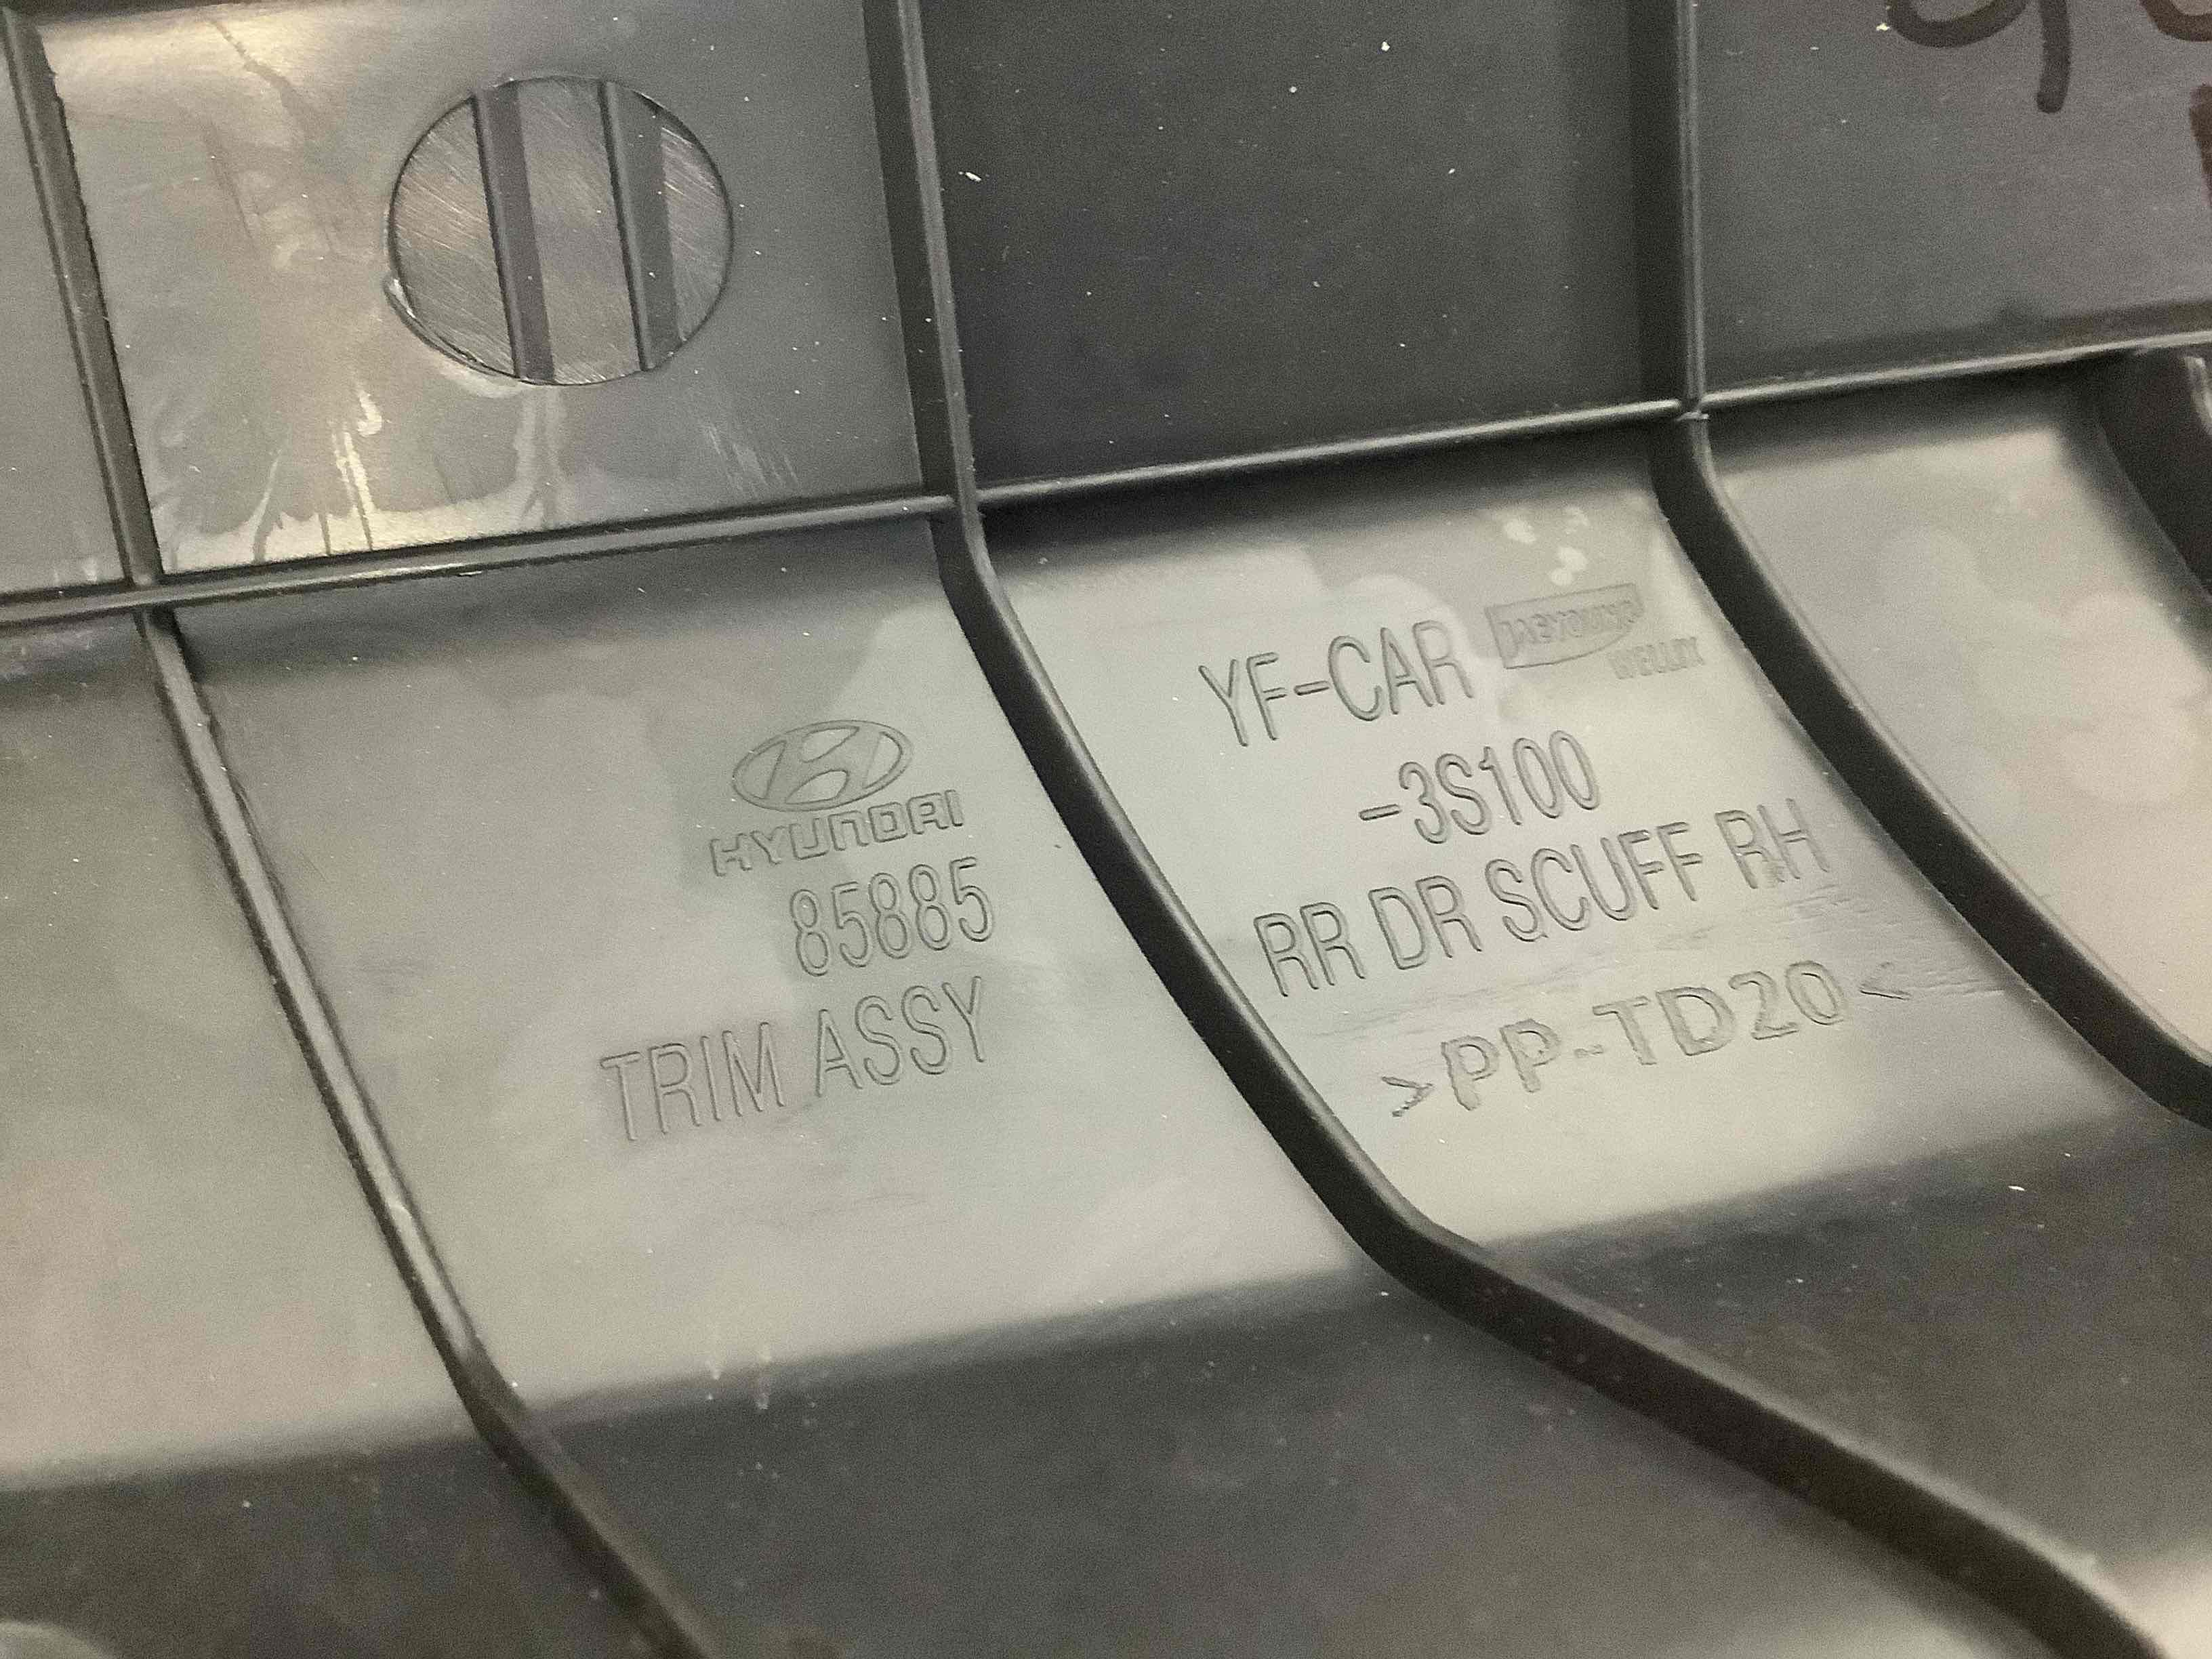 HYUNDAI
85885
TRIM ASSY
YF-CAR
-3S100
RR DR SCUFF RH
>PP-TD20<